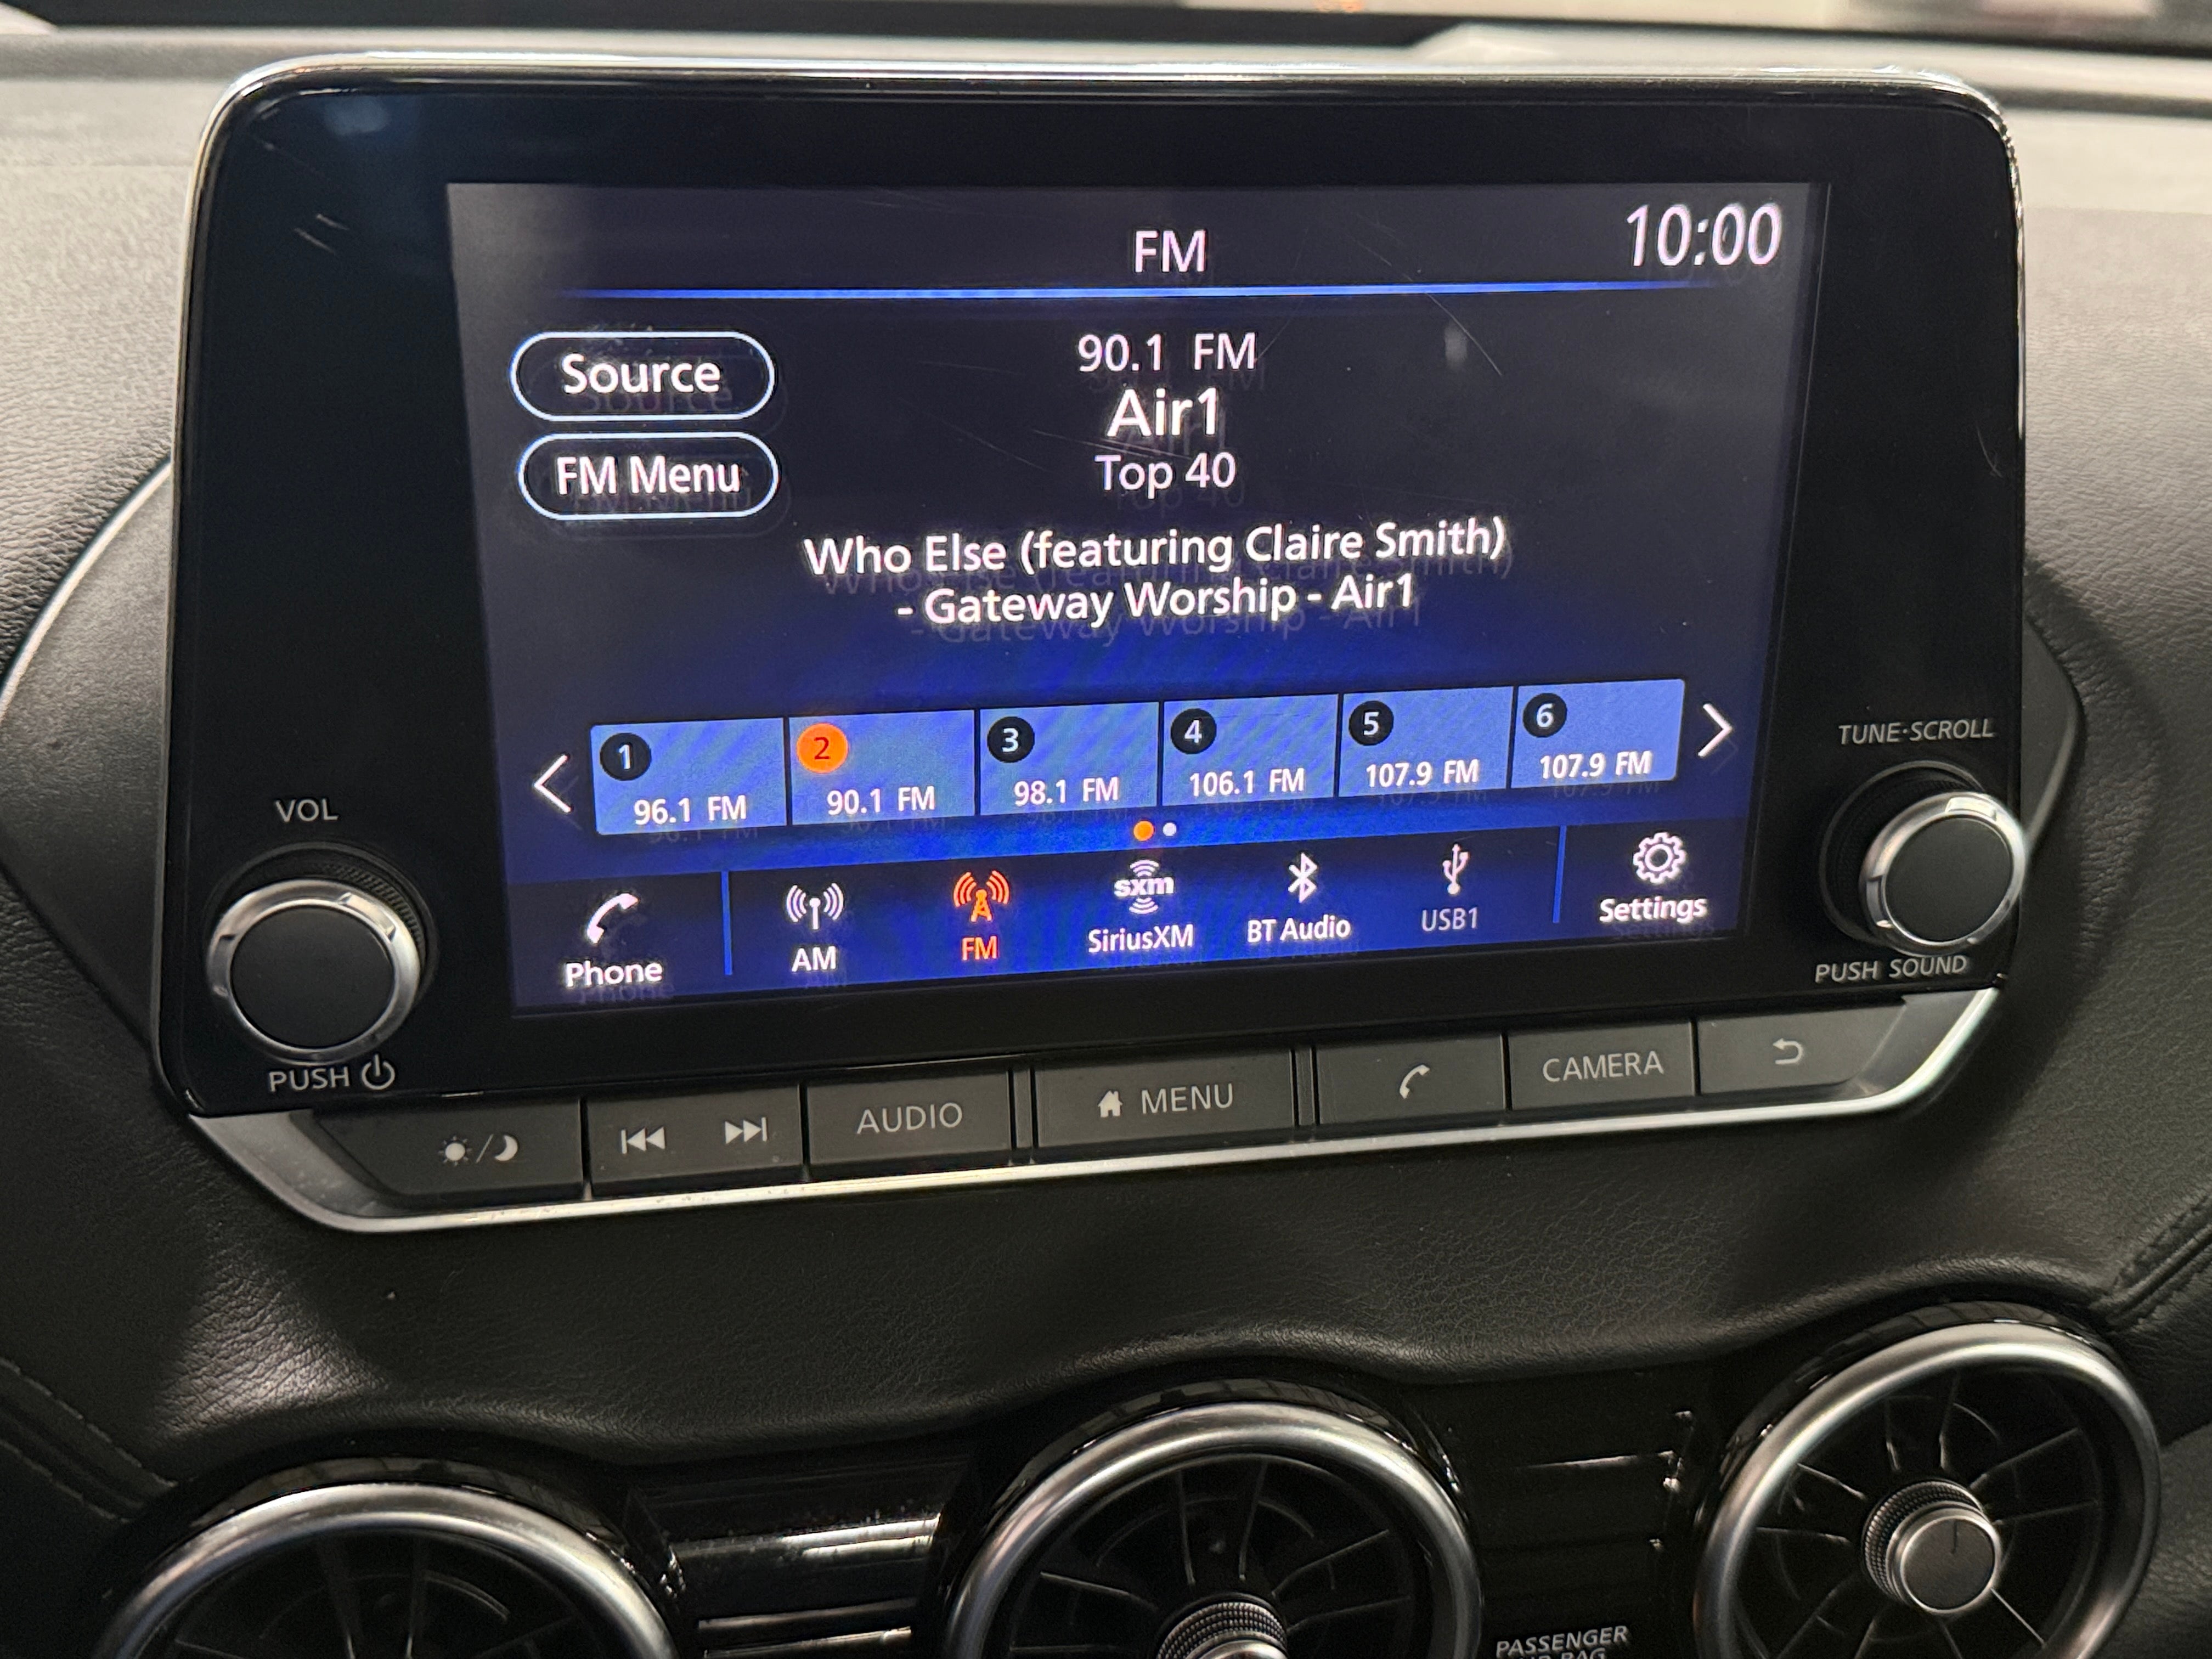 FM
10:00
Source
90.1 FM
Air1
FM Menu
Top 40
Who Else (featuring Claire Smith)
- Gateway Worship - Air1
1
2
3
4
5
6
96.1 FM
90.1 FM
98.1 FM
106.1 FM
107.9 FM
107.9 FM
Phone
AM
FM
sxm
SiriusXM
BT Audio
USB1
Settings
VOL
PUSH
TUNE·SCROLL
PUSH SOUND
AUDIO
MENU
CAMERA
PASSENGER